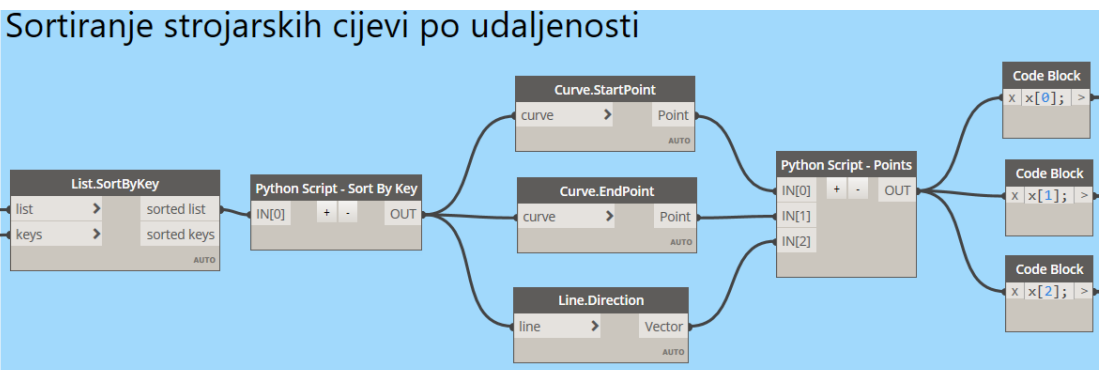 Sortiranje strojarskih cijevi po udaljenosti
List.SortByKey
list > sorted list
keys > sorted keys
AUTO
Python Script - Sort By Key
IN[0] + - OUT
Curve.StartPoint
curve > Point
AUTO
Curve.EndPoint
curve > Point
AUTO
Line.Direction
line > Vector
AUTO
Python Script - Points
IN[0] + - OUT
IN[1]
IN[2]
Code Block
x x[0]; >
Code Block
x x[1]; >
Code Block
x x[2]; >